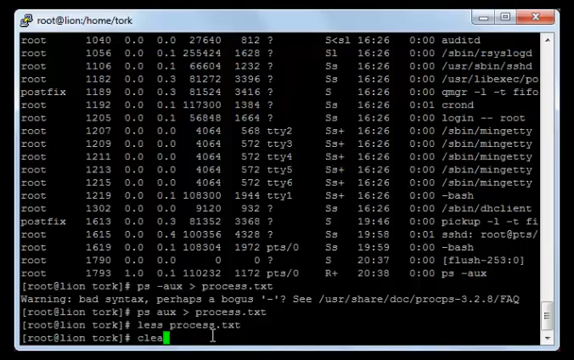 root@lion:/home/tork
root 1040 0.0 0.0 27640 812 ? S<sl 16:26 0:00 auditd
root 1056 0.1 0.1 255424 1628 ? Sl 16:26 0:00 /sbin/rsyslogd
root 1106 0.0 0.1 66604 1232 ? Ss 16:26 0:00 /usr/sbin/sshd
root 1182 0.0 0.3 81272 3396 ? Ss 16:26 0:00 /usr/libexec/po
postfix 1189 0.0 0.3 81524 3416 ? S 16:26 0:00 qmgr -l -t fifo
root 1192 0.0 0.1 117300 1384 ? Ss 16:26 0:01 crond
root 1205 0.0 0.1 56848 1664 ? Ss 16:26 0:00 login -- root
root 1207 0.0 0.0 4064 568 tty2 Ss+ 16:26 0:00 /sbin/mingetty
root 1209 0.0 0.0 4064 572 tty3 Ss+ 16:26 0:00 /sbin/mingetty
root 1211 0.0 0.0 4064 572 tty4 Ss+ 16:26 0:00 /sbin/mingetty
root 1213 0.0 0.0 4064 572 tty5 Ss+ 16:26 0:00 /sbin/mingetty
root 1215 0.0 0.0 4064 572 tty6 Ss+ 16:26 0:00 /sbin/mingetty
root 1219 0.0 0.1 108300 1944 tty1 Ss+ 16:26 0:00 -bash
root 1302 0.0 0.0 9120 932 ? Ss 16:26 0:00 /sbin/dhclient
postfix 1613 0.0 0.3 81352 3368 ? S 19:46 0:00 pickup -l -t fi
root 1615 0.0 0.4 100356 4328 ? Ss 19:58 0:01 sshd: root@pts/
root 1619 0.0 0.1 108304 1972 pts/0 Ss 19:59 0:00 -bash
root 1790 0.0 0.0 0 0 ? S 20:37 0:00 [flush-253:0]
root 1793 1.0 0.1 110232 1172 pts/0 R+ 20:38 0:00 ps -aux
[root@lion tork]# ps -aux > process.txt
Warning: bad syntax, perhaps a bogus '-'? See /usr/share/doc/procps-3.2.8/FAQ
[root@lion tork]# ps aux > process.txt
[root@lion tork]# less process.txt
[root@lion tork]# clea